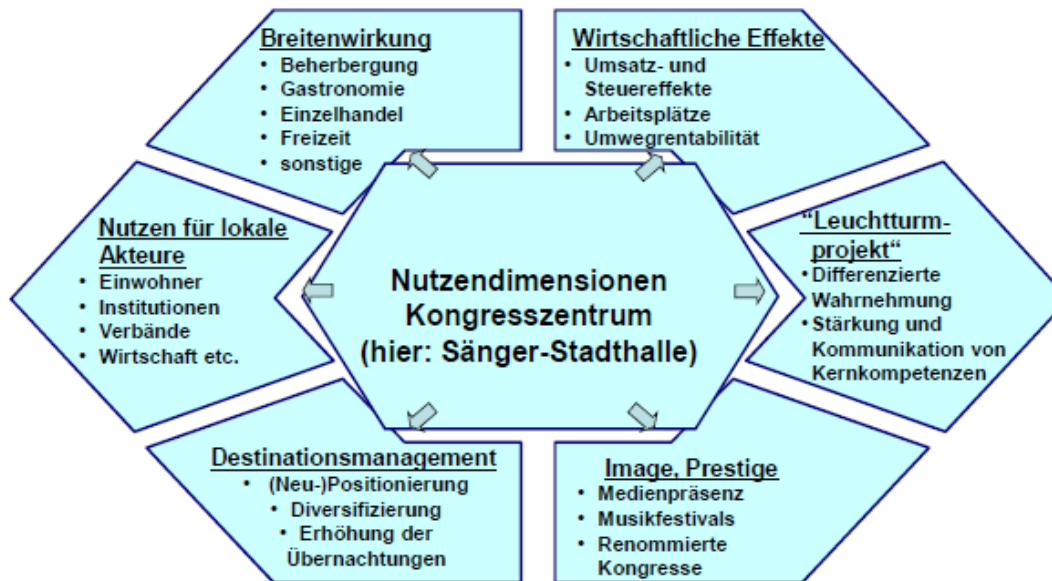 Breitenwirkung
• Beherbergung
• Gastronomie
• Einzelhandel
• Freizeit
• sonstige
Wirtschaftliche Effekte
• Umsatz- und
Steuereffekte
• Arbeitsplätze
• Umwegrentabilität
Nutzen für lokale
Akteure
• Einwohner
• Institutionen
• Verbände
• Wirtschaft etc.
Nutzendimensionen
Kongresszentrum
(hier: Sänger-Stadthalle)
"Leuchtturm-
projekt"
• Differenzierte
Wahrnehmung
• Stärkung und
Kommunikation von
Kernkompetenzen
Destinationsmanagement
• (Neu-)Positionierung
• Diversifizierung
• Erhöhung der
Übernachtungen
Image, Prestige
• Medienpräsenz
• Musikfestivals
• Renommierte
Kongresse